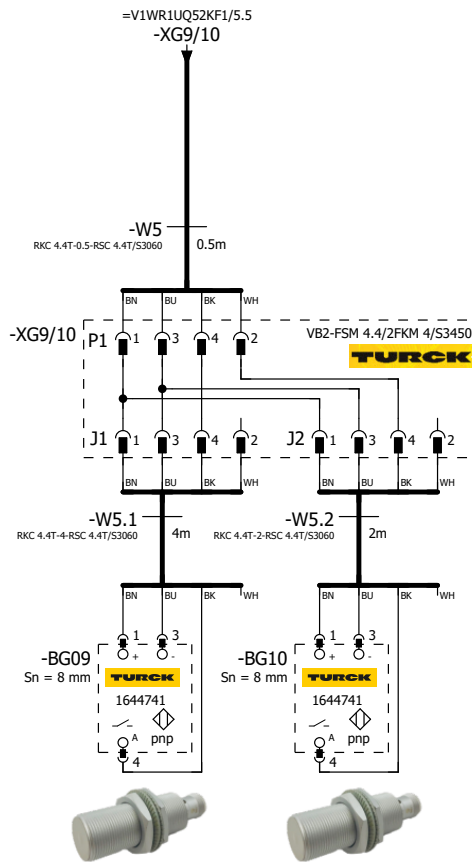 =V1WR1UQ52KF1/5.5
-XG9/10
-W5
RKC 4.4T-0.5-RSC 4.4T/S3060
0.5m
BN BU BK WH
-XG9/10
P1 1 3 4 2
VB2-FSM 4.4/2FKM 4/S3450
TURCK
J1 1 3 4 2 J2 1 3 4 2
BN BU BK WH BN BU BK WH
-W5.1
RKC 4.4T-4-RSC 4.4T/S3060
4m
-W5.2
RKC 4.4T-2-RSC 4.4T/S3060
2m
BN BU BK WH BN BU BK WH
1 3 1 3
-BG09 + - -BG10 + -
Sn = 8 mm TURCK Sn = 8 mm TURCK
1644741 1644741
A pnp A pnp
4 4